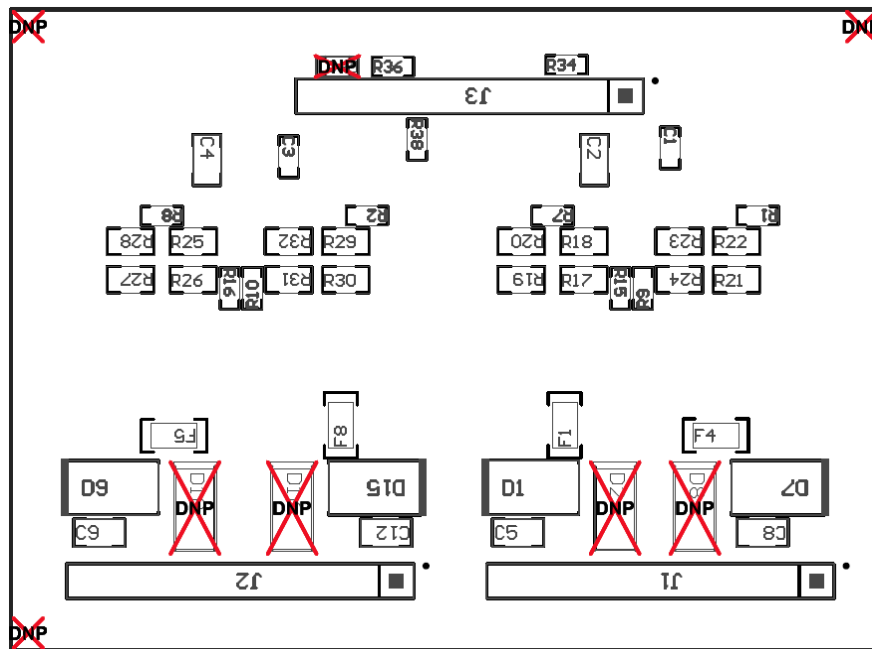 DNP
DNP
DNP R36 R34
J3
R38
C4 C3 C2 C1
R8 R2 R7 R1
R28 R25 R32 R29 R20 R18 R23 R22
R27 R26 R16 R10 R31 R30 R19 R17 R15 R9 R24 R21
F5 F8 F1 F4
D9 DNP DNP D15 D1 DNP DNP D7
C9 C12 C5 C8
J2 J1
DNP